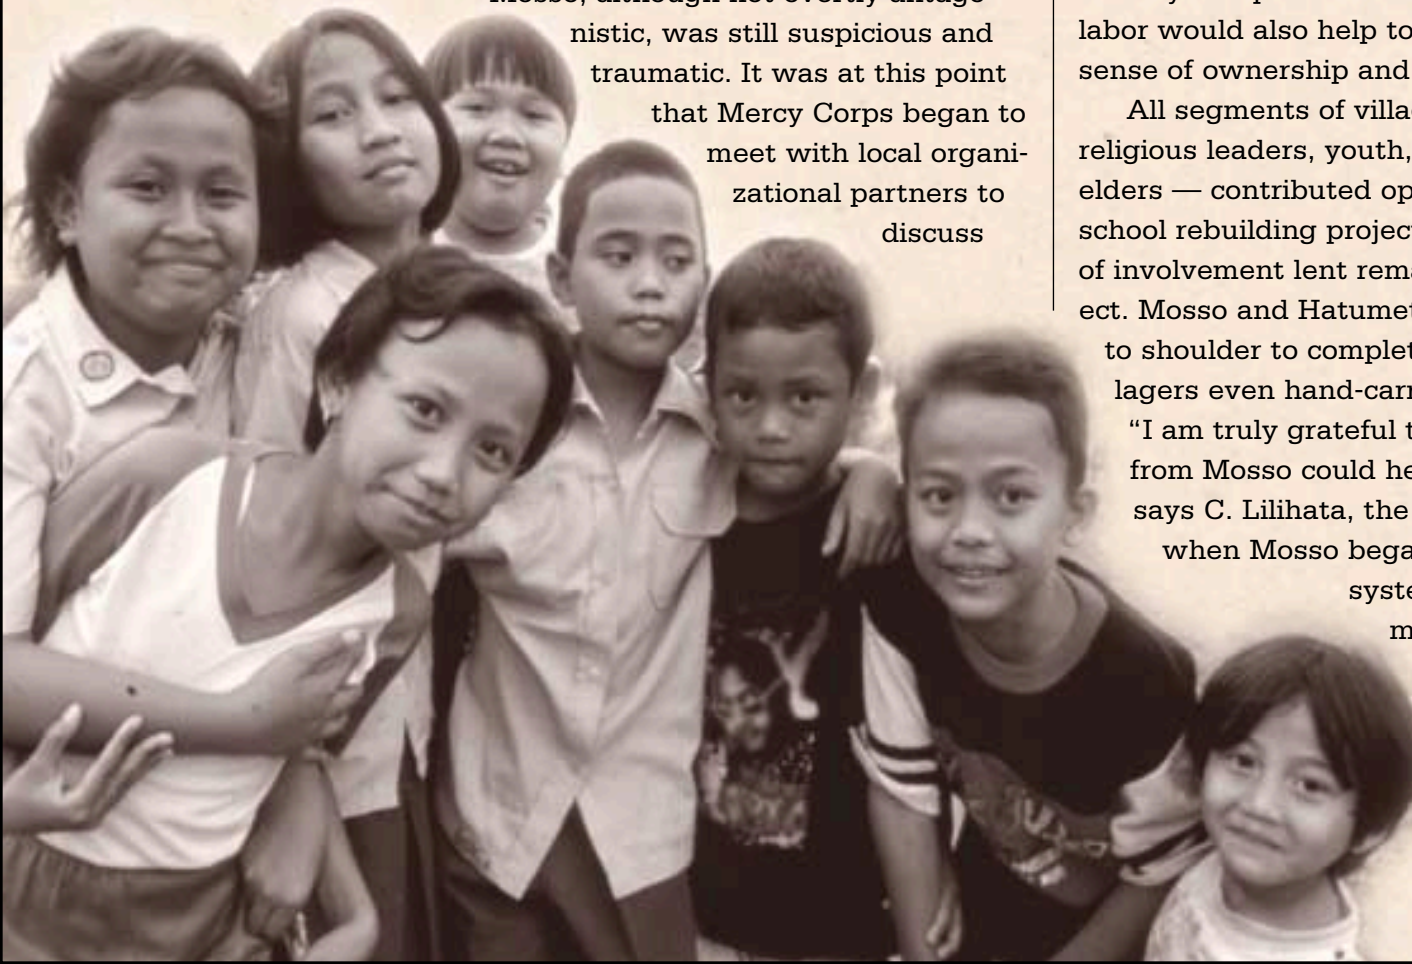 nistic, was still suspicious and
traumatic. It was at this point
that Mercy Corps began to
meet with local organi-
zational partners to
discuss
labor would also help to
sense of ownership and
All segments of villa
religious leaders, youth,
elders — contributed op
school rebuilding projec
of involvement lent rema
ect. Mosso and Hatumet
to shoulder to complet
lagers even hand-carr
“I am truly grateful t
from Mosso could he
says C. Lilihata, the
when Mosso bega
syste
m